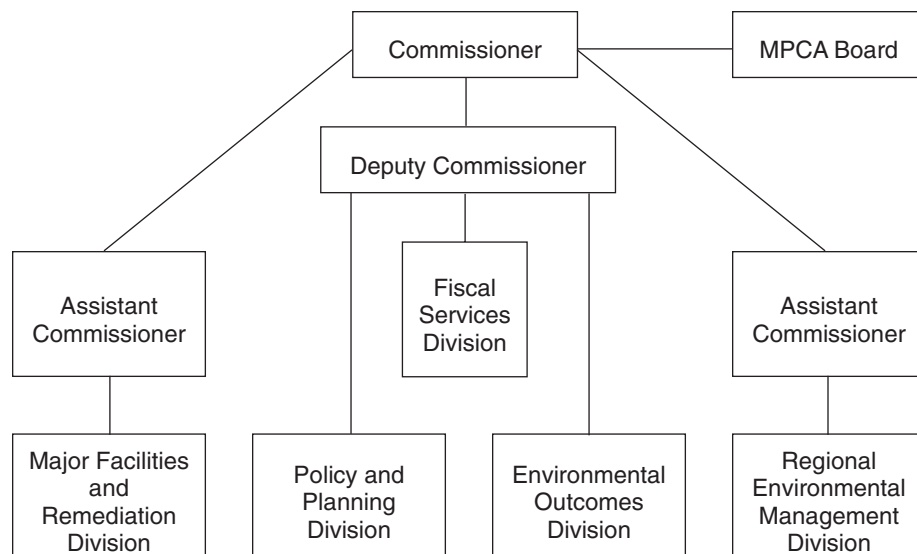 Commissioner
MPCA Board
Deputy Commissioner
Assistant
Commissioner
Fiscal
Services
Division
Assistant
Commissioner
Major Facilities
and
Remediation
Division
Policy and
Planning
Division
Environmental
Outcomes
Division
Regional
Environmental
Management
Division